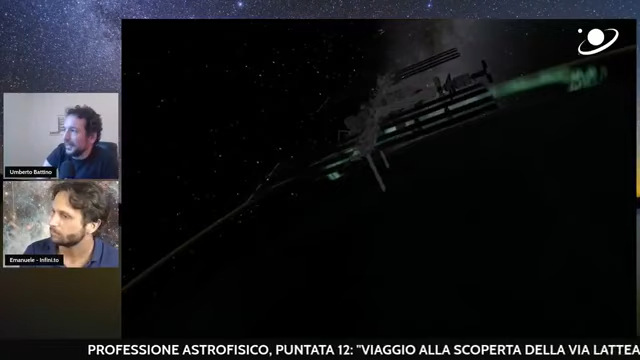 Umberto Battino
Emanuele - Infini.to
PROFESSIONE ASTROFISICO, PUNTATA 12: "VIAGGIO ALLA SCOPERTA DELLA VIA LATTEA